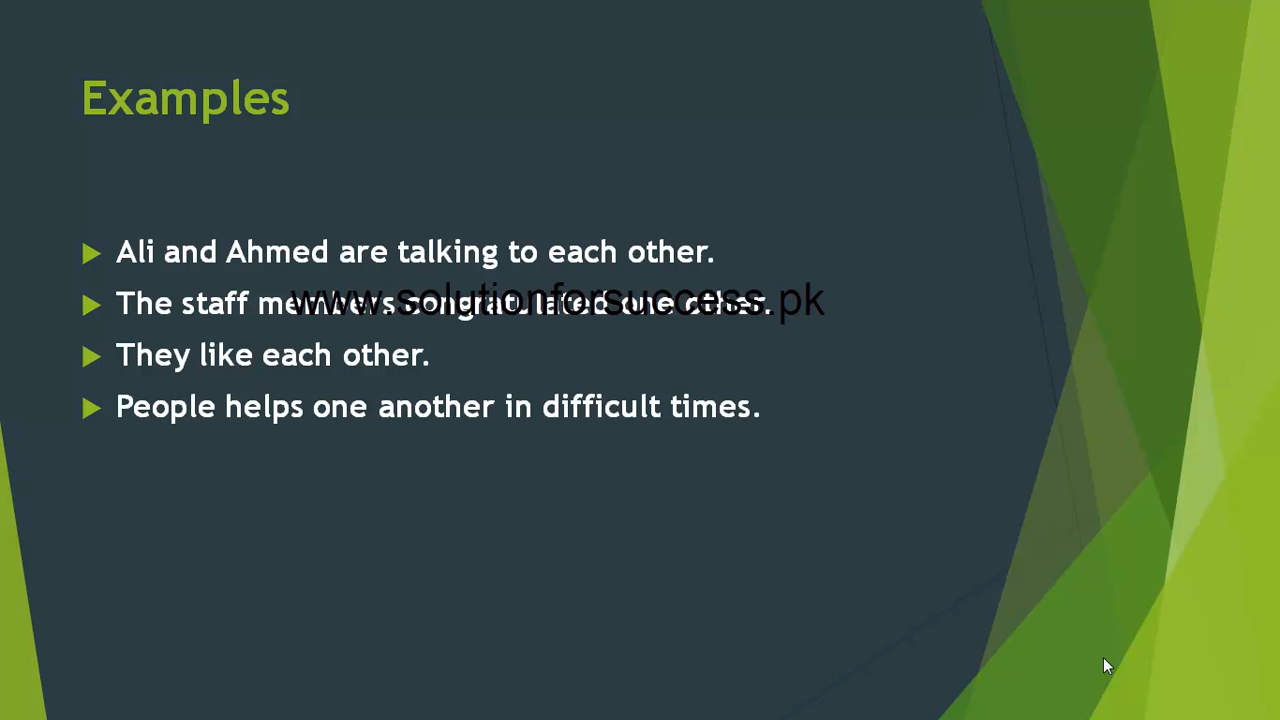 Examples
Ali and Ahmed are talking to each other.
The staff members congratulated one other.
www.solutionforsuccess.pk
They like each other.
People helps one another in difficult times.